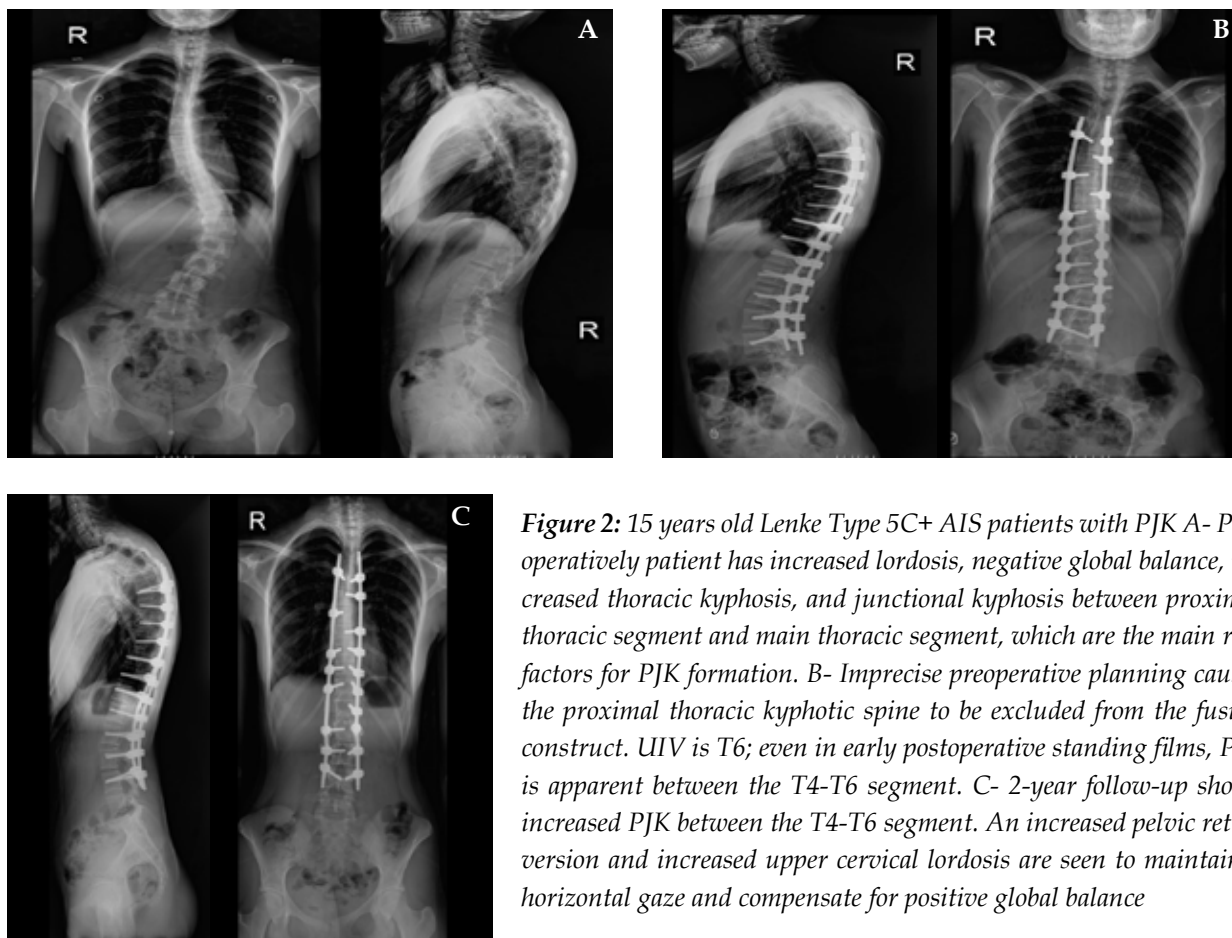 R
A
R
R
R
B
R
C
Figure 2: 15 years old Lenke Type 5C+ AIS patients with PJK A- P
operatively patient has increased lordosis, negative global balance,
creased thoracic kyphosis, and junctional kyphosis between proxim
thoracic segment and main thoracic segment, which are the main r
factors for PJK formation. B- Imprecise preoperative planning cau
the proximal thoracic kyphotic spine to be excluded from the fusi
construct. UIV is T6; even in early postoperative standing films, P
is apparent between the T4-T6 segment. C- 2-year follow-up sho
increased PJK between the T4-T6 segment. An increased pelvic ret
version and increased upper cervical lordosis are seen to maintain
horizontal gaze and compensate for positive global balance